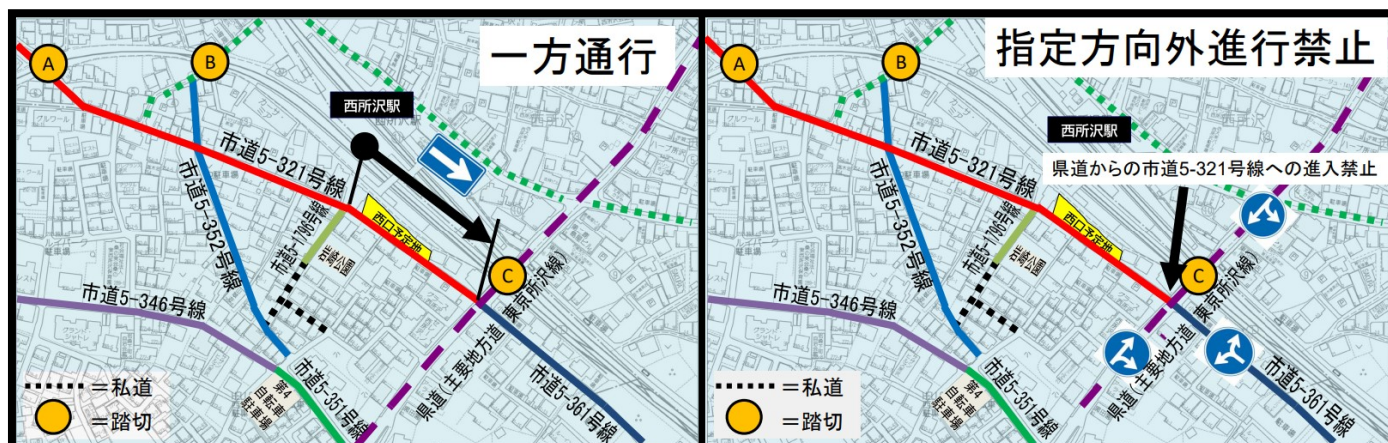 一方通行
A
B
西所沢駅
市道5-321号線
市道5-352号線
市道5-1796号線
西口予定地
C
市道5-346号線
県道(主要地方道 東京所沢線)
市道5-351号線
市道5-361号線
第4
自転車
駐車場
=私道
=踏切
指定方向外進行禁止
A
B
西所沢駅
県道からの市道5-321号線への進入禁止
市道5-321号線
市道5-352号線
市道5-1796号線
西口予定地
C
市道5-346号線
県道(主要地方道 東京所沢線)
市道5-351号線
市道5-361号線
第4
自転車
駐車場
=私道
=踏切